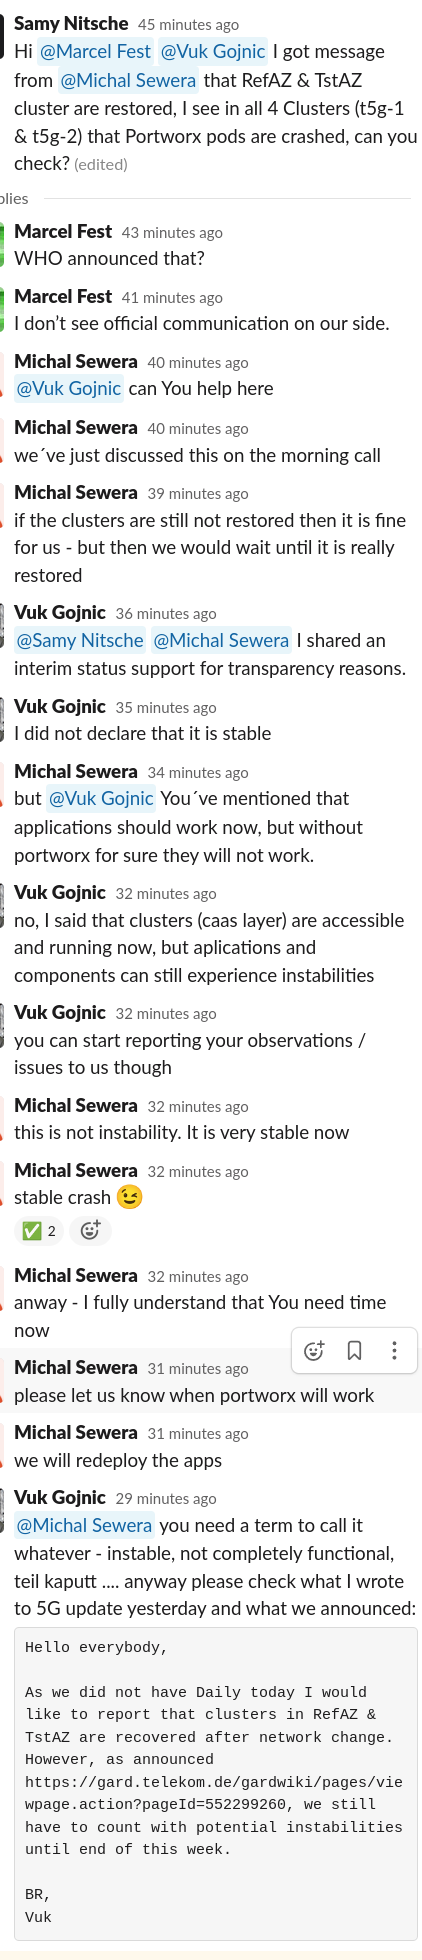 Samy Nitsche 45 minutes ago
Hi @Marcel Fest @Vuk Gojnic I got message
from @Michal Sewera that RefAZ & TstAZ
cluster are restored, I see in all 4 Clusters (t5g-1
& t5g-2) that Portworx pods are crashed, can you
check? (edited)
plies
Marcel Fest 43 minutes ago
WHO announced that?
Marcel Fest 41 minutes ago
I don’t see official communication on our side.
Michal Sewera 40 minutes ago
@Vuk Gojnic can You help here
Michal Sewera 40 minutes ago
we´ve just discussed this on the morning call
Michal Sewera 39 minutes ago
if the clusters are still not restored then it is fine
for us - but then we would wait until it is really
restored
Vuk Gojnic 36 minutes ago
@Samy Nitsche @Michal Sewera I shared an
interim status support for transparency reasons.
Vuk Gojnic 35 minutes ago
I did not declare that it is stable
Michal Sewera 34 minutes ago
but @Vuk Gojnic You´ve mentioned that
applications should work now, but without
portworx for sure they will not work.
Vuk Gojnic 32 minutes ago
no, I said that clusters (caas layer) are accessible
and running now, but aplications and
components can still experience instabilities
Vuk Gojnic 32 minutes ago
you can start reporting your observations /
issues to us though
Michal Sewera 32 minutes ago
this is not instability. It is very stable now
Michal Sewera 32 minutes ago
stable crash 😉
✅ 2
Michal Sewera 32 minutes ago
anway - I fully understand that You need time
now
Michal Sewera 31 minutes ago
please let us know when portworx will work
Michal Sewera 31 minutes ago
we will redeploy the apps
Vuk Gojnic 29 minutes ago
@Michal Sewera you need a term to call it
whatever - instable, not completely functional,
teil kaputt .... anyway please check what I wrote
to 5G update yesterday and what we announced:
Hello everybody,
As we did not have Daily today I would
like to report that clusters in RefAZ &
TstAZ are recovered after network change.
However, as announced
https://gard.telekom.de/gardwiki/pages/vie
wpage.action?pageId=552299260, we still
have to count with potential instabilities
until end of this week.
BR,
Vuk